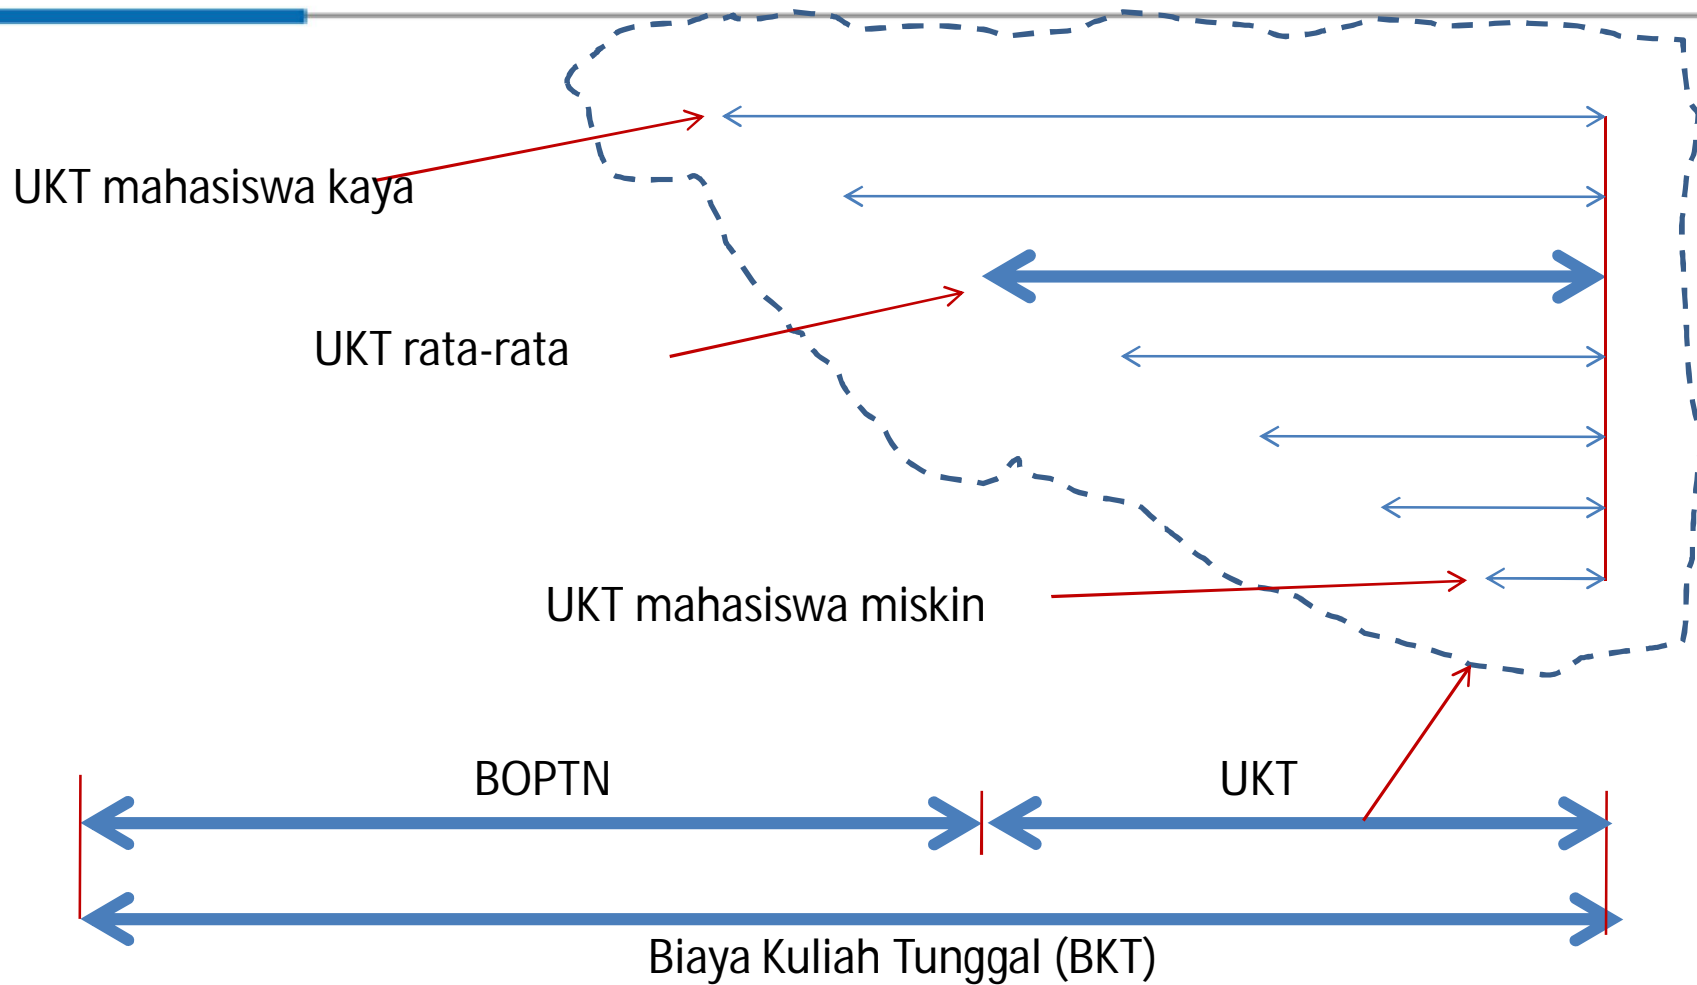 UKT mahasiswa kaya
UKT rata-rata
UKT mahasiswa miskin
BOPTN
UKT
Biaya Kuliah Tunggal (BKT)